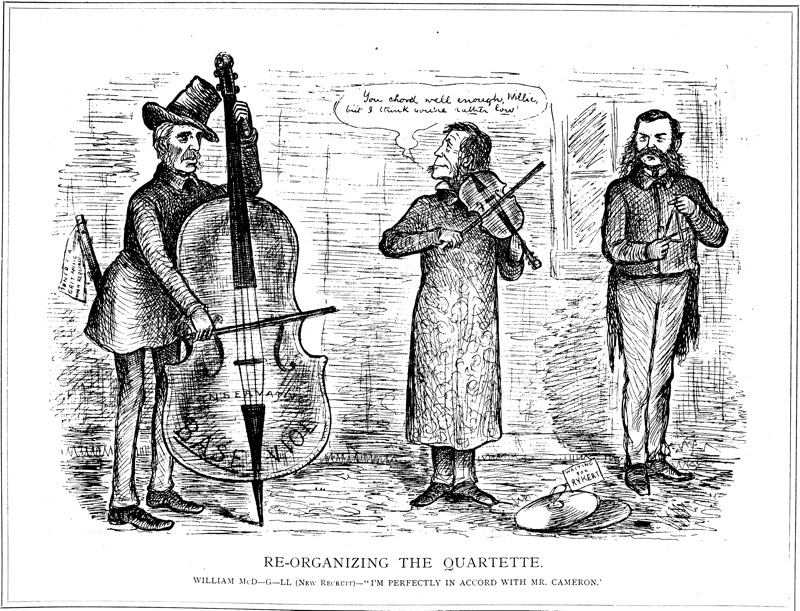 You chord well enough, Willie,
but I think you're rather low!
CONSERVATIVE
BASE VIOL
WAITING FOR
RYKERT
RE-ORGANIZING THE QUARTETTE.
WILLIAM McD—G—LL (New Recruit)—"I'M PERFECTLY IN ACCORD WITH MR. CAMERON.'